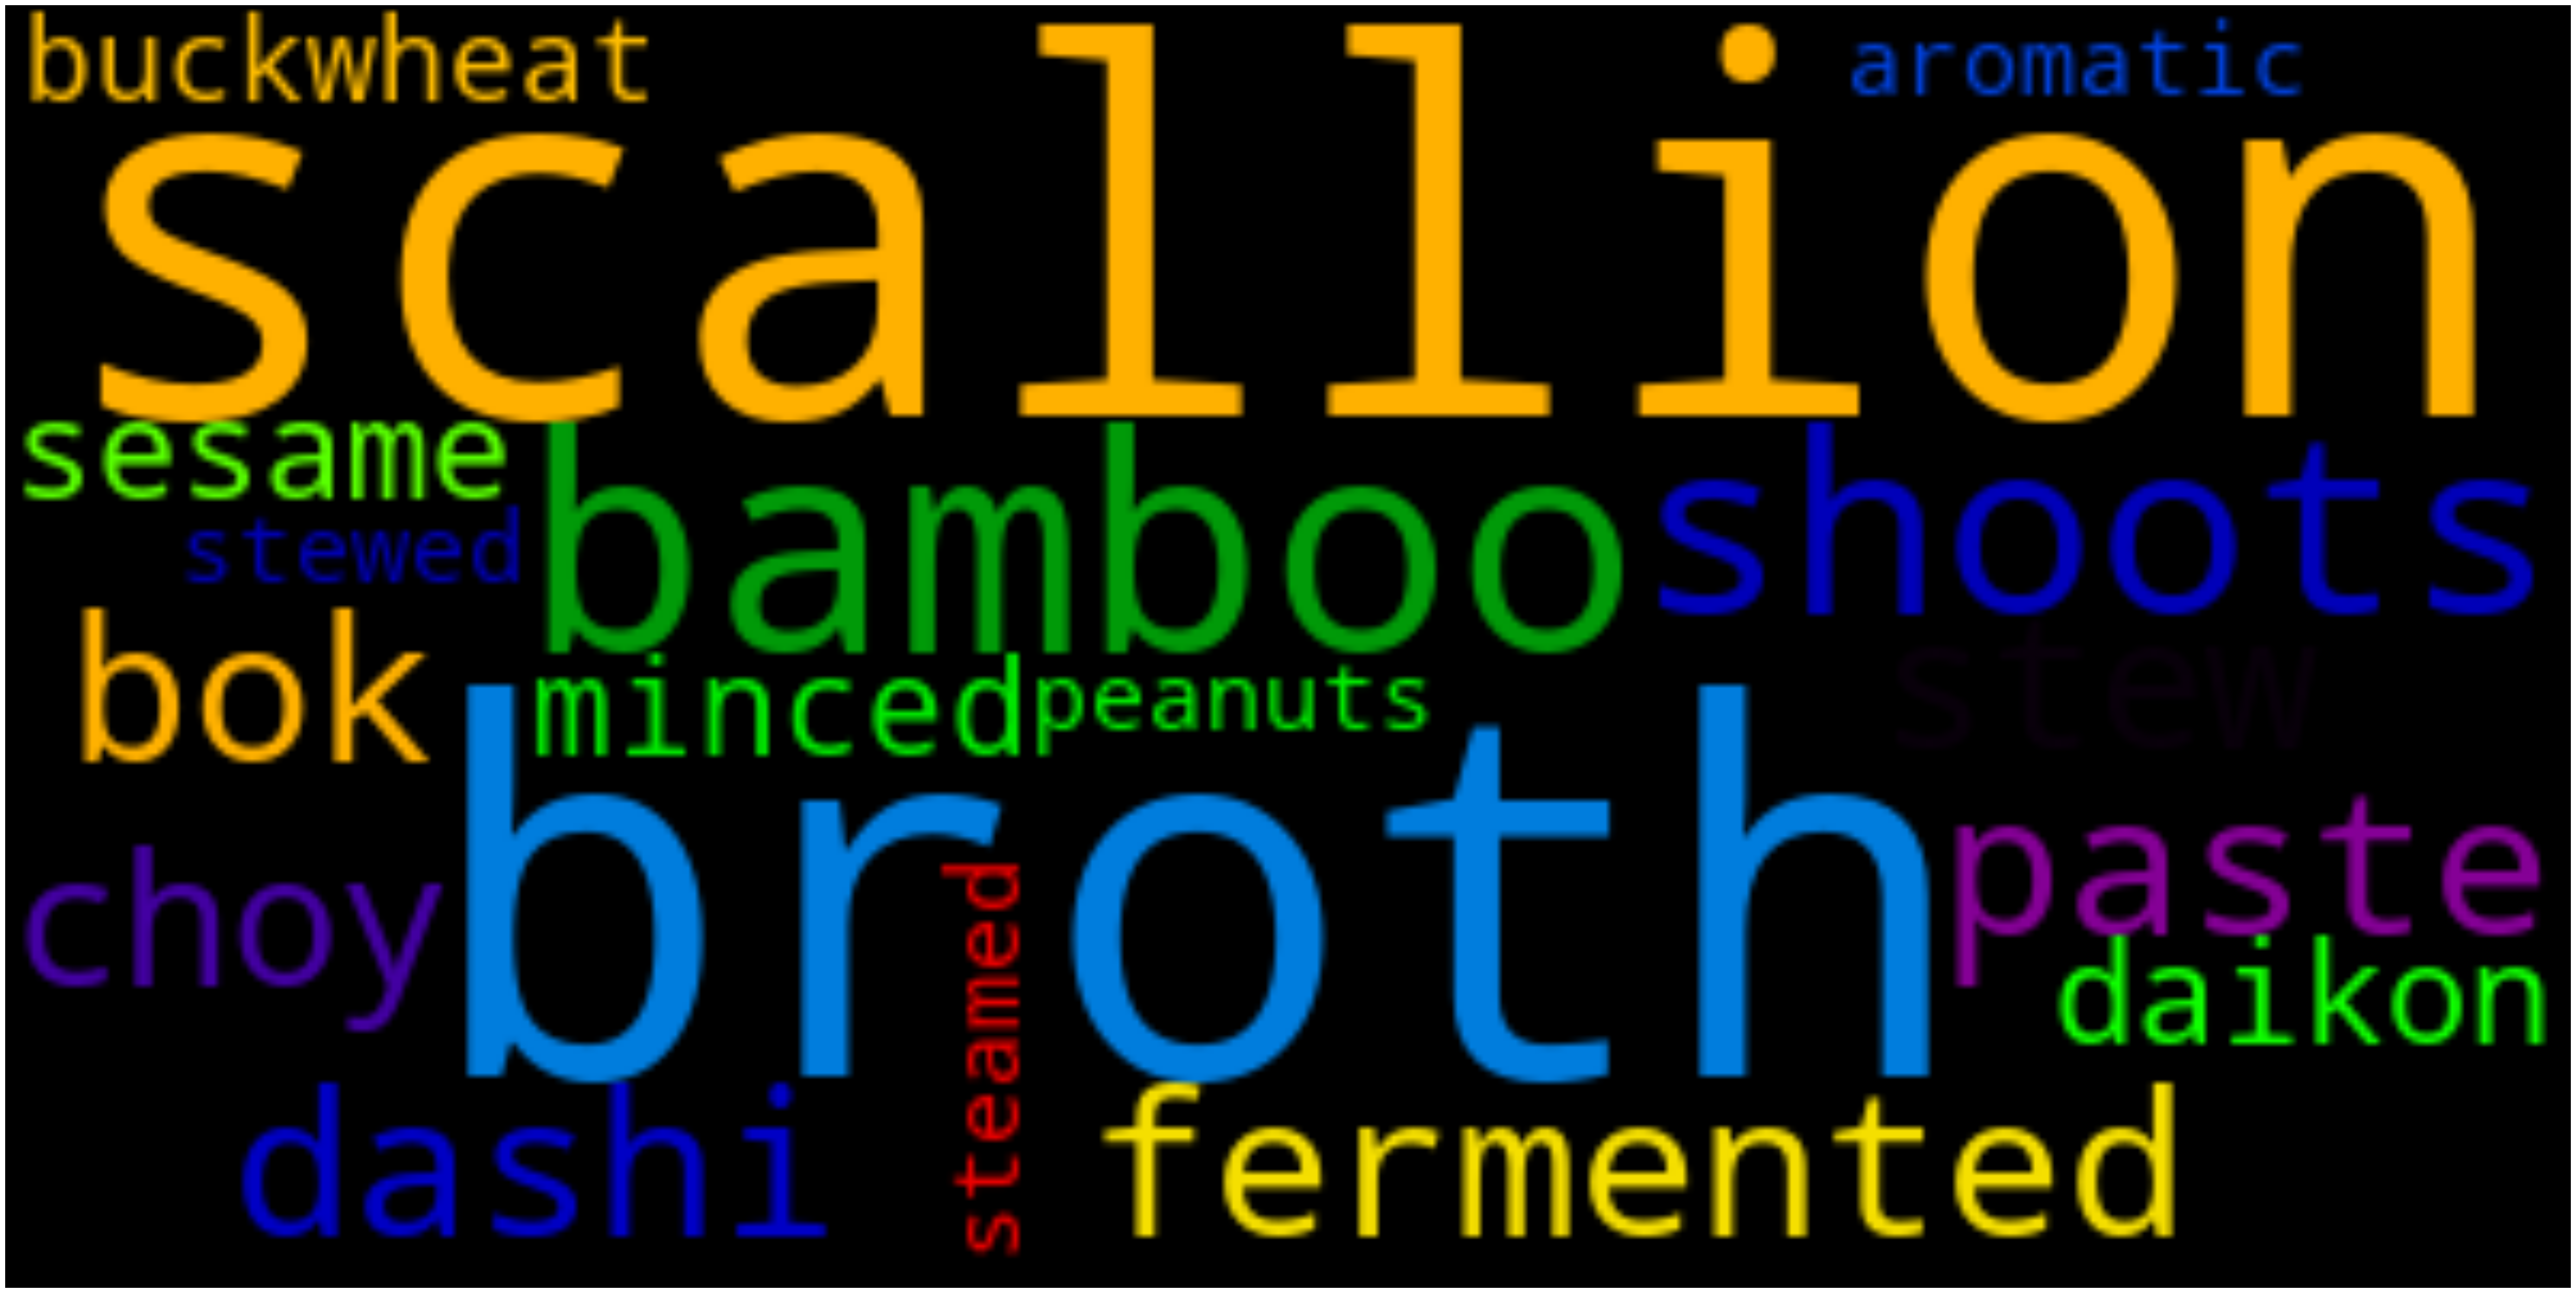 buckwheat
aromatic
scallion
sesame
bamboo
shoots
stewed
bok
minced
peanuts
stew
broth
choy
paste
steamed
daikon
dashi
fermented